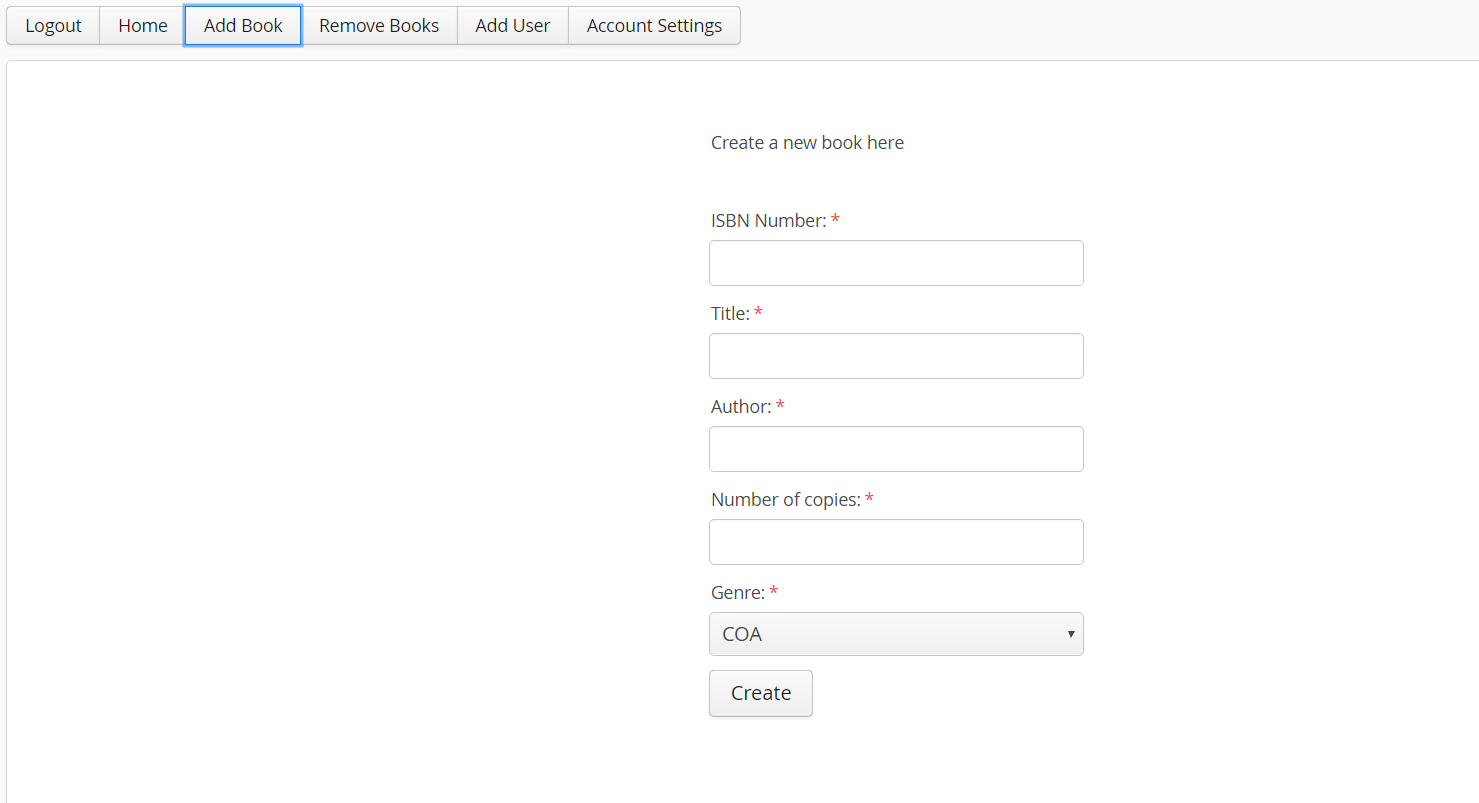 Logout Home Add Book Remove Books Add User Account Settings
Create a new book here
ISBN Number: *
Title: *
Author: *
Number of copies: *
Genre: *
COA
Create